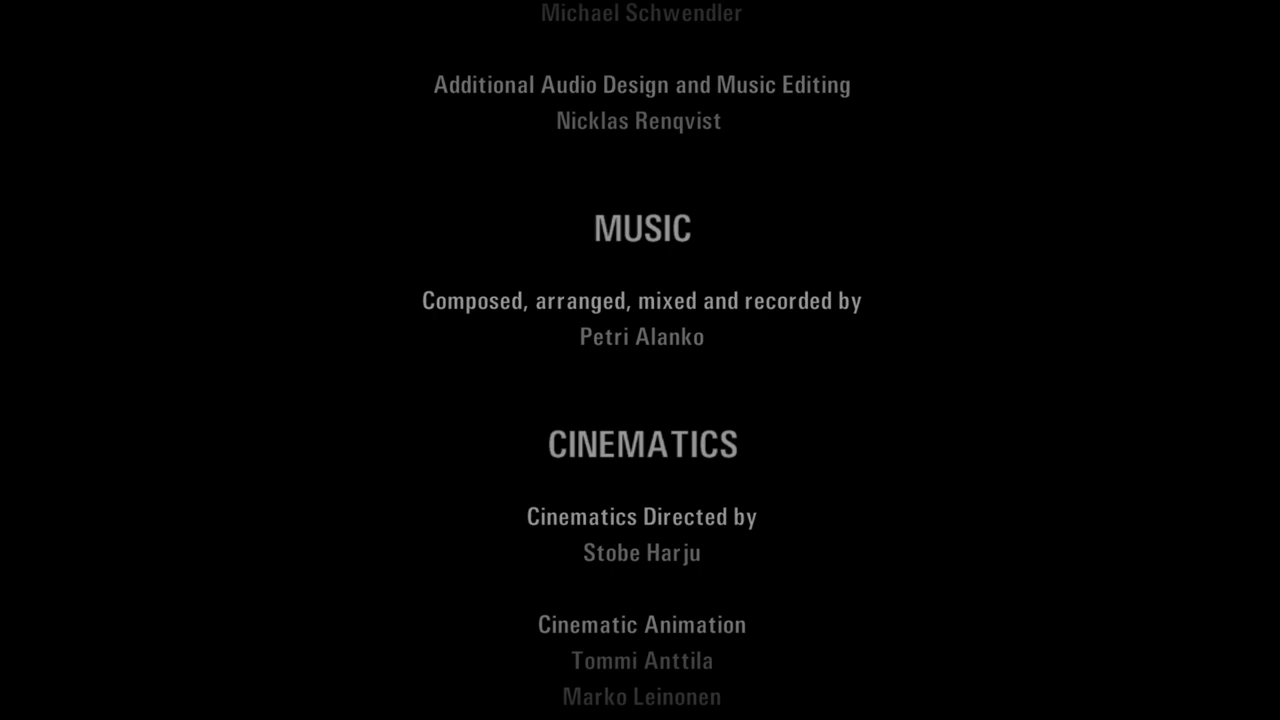 Michael Schwendler
Additional Audio Design and Music Editing
Nicklas Renqvist
MUSIC
Composed, arranged, mixed and recorded by
Petri Alanko
CINEMATICS
Cinematics Directed by
Stobe Harju
Cinematic Animation
Tommi Anttila
Marko Leinonen